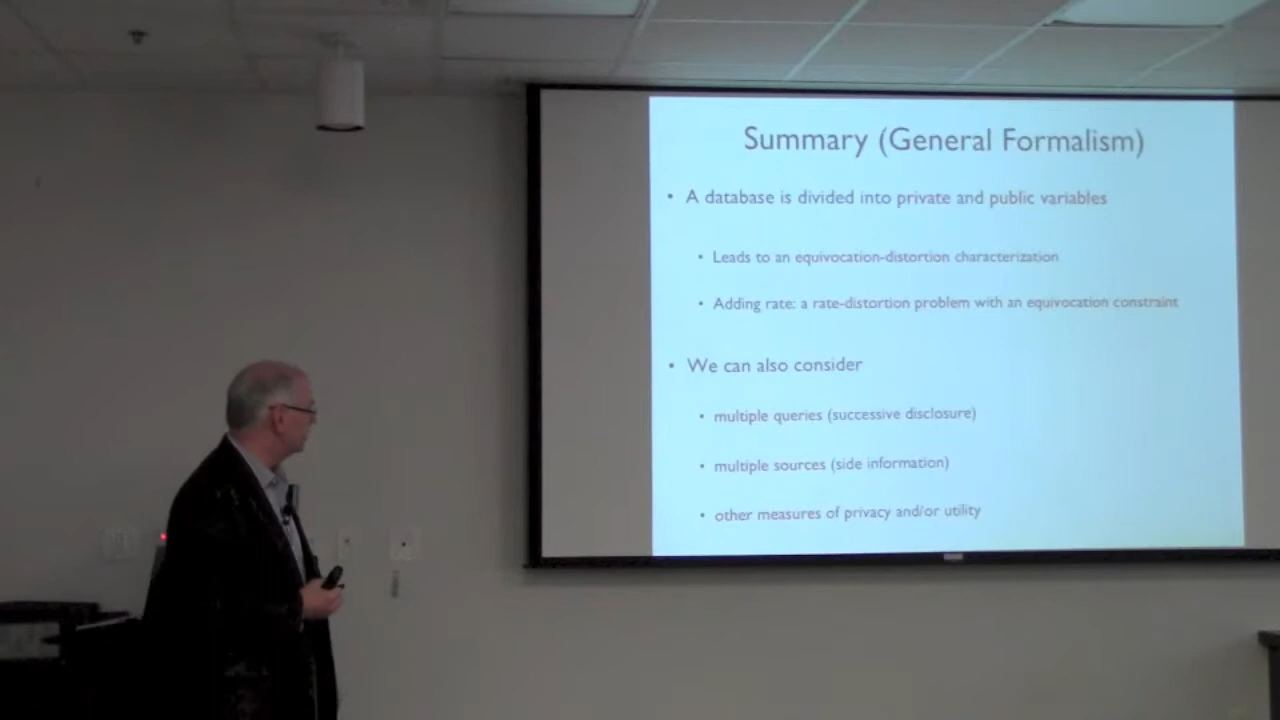 Summary (General Formalism)
• A database is divided into private and public variables
• Leads to an equivocation-distortion characterization
• Adding rate: a rate-distortion problem with an equivocation constraint
• We can also consider
• multiple queries (successive disclosure)
• multiple sources (side information)
• other measures of privacy and/or utility